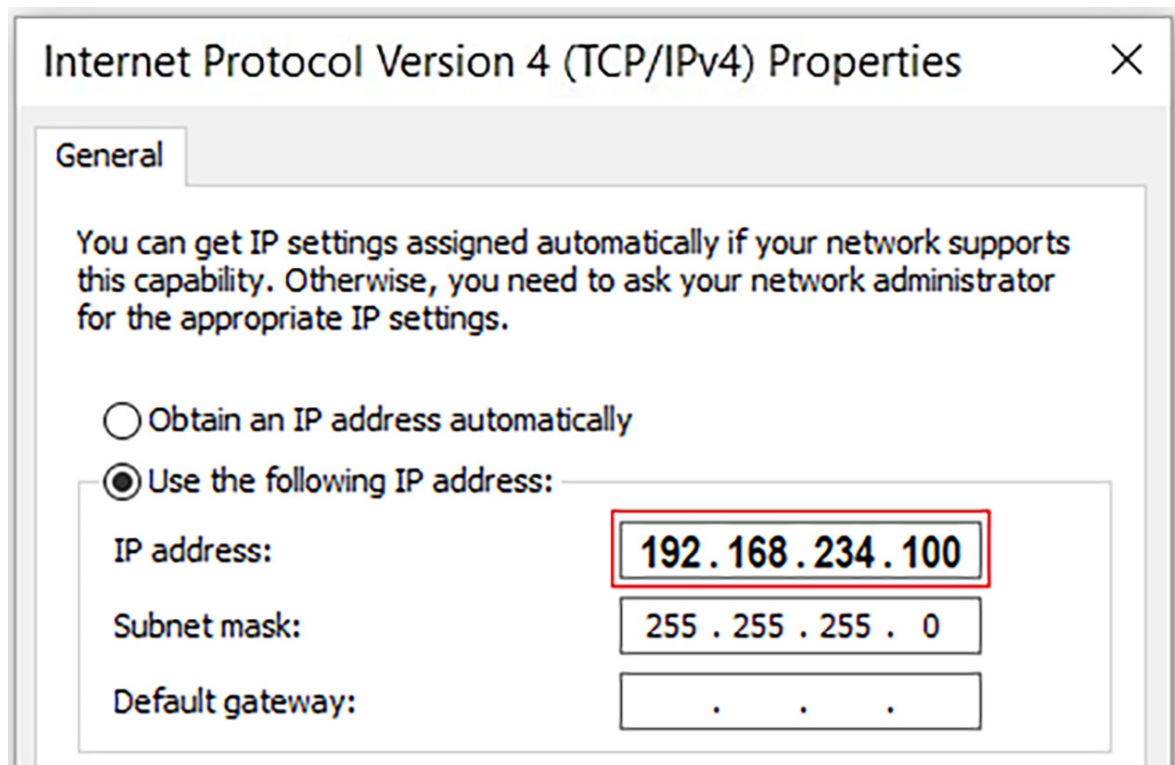 Internet Protocol Version 4 (TCP/IPv4) Properties
General
You can get IP settings assigned automatically if your network supports
this capability. Otherwise, you need to ask your network administrator
for the appropriate IP settings.
Obtain an IP address automatically
Use the following IP address:
IP address: 192 . 168 . 234 . 100
Subnet mask: 255 . 255 . 255 . 0
Default gateway: . . .